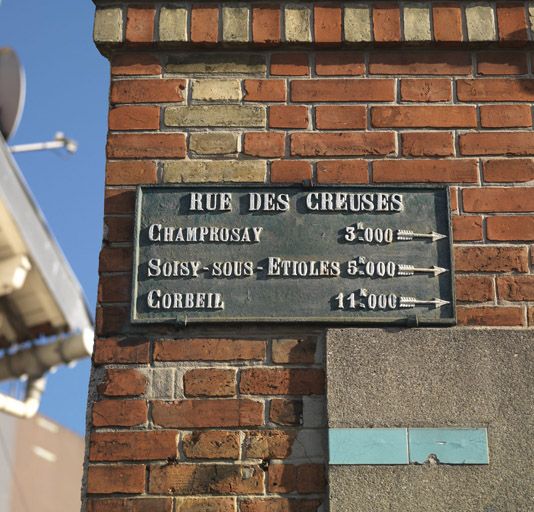 RUE DES CREUSES
CHAMPROSAY 3K.000
SOISY-SOUS-ETIOLES 5K.000
CORBEIL 11K.000